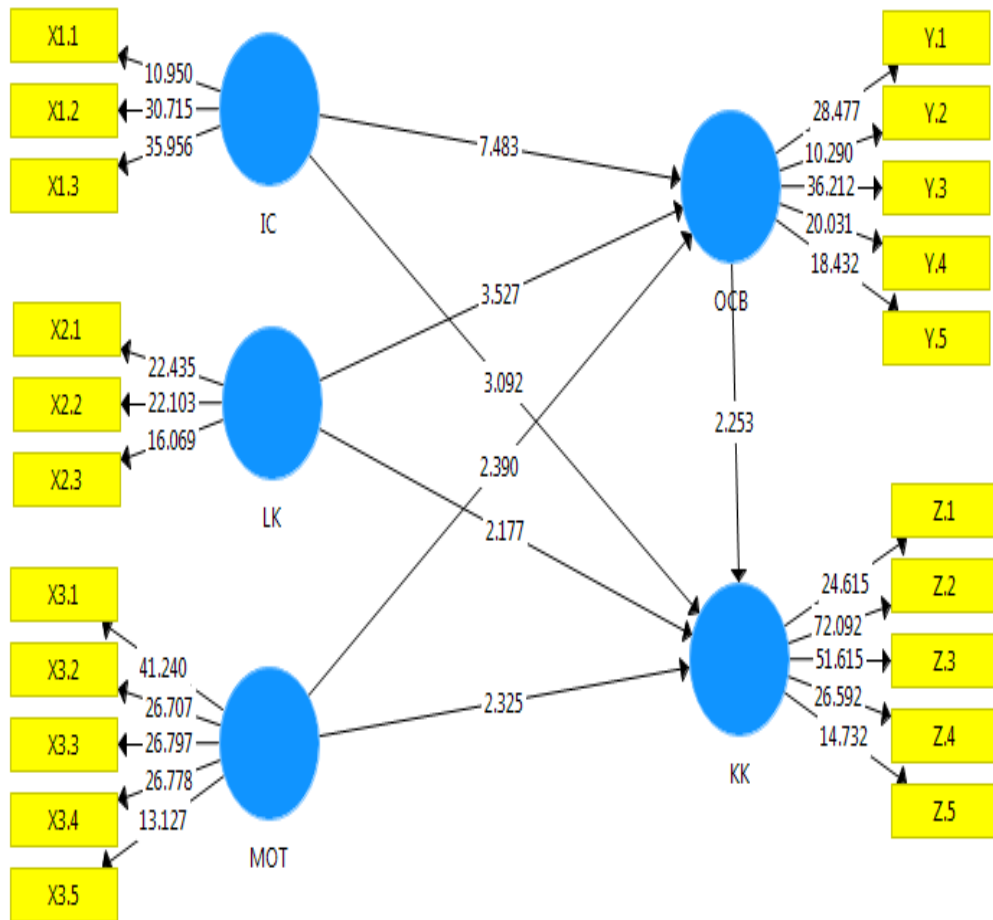 X1.1
10.950
X1.2
30.715
X1.3
35.956
IC
X2.1
22.435
X2.2
22.103
X2.3
16.069
LK
X3.1
41.240
X3.2
26.707
X3.3
26.797
X3.4
26.778
X3.5
13.127
MOT
7.483
3.527
3.092
2.390
2.177
2.325
2.253
OCB
28.477
Y.1
10.290
Y.2
36.212
Y.3
20.031
Y.4
18.432
Y.5
KK
24.615
Z.1
72.092
Z.2
51.615
Z.3
26.592
Z.4
14.732
Z.5